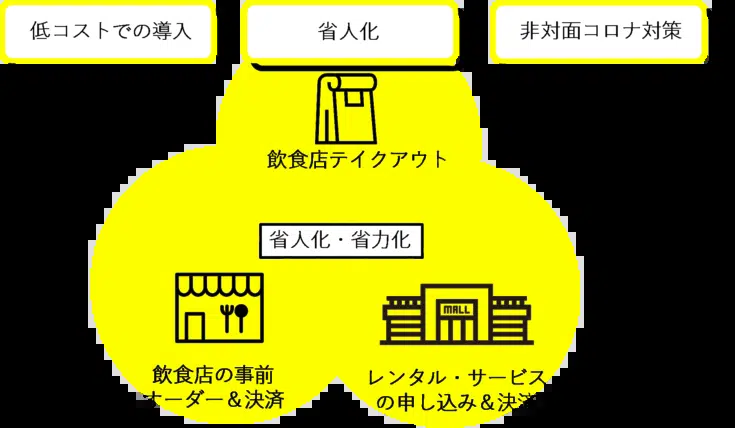 低コストでの導入
省人化
非対面コロナ対策
飲食店テイクアウト
省人化・省力化
MALL
飲食店の事前
オーダー＆決済
レンタル・サービス
の申し込み＆決済